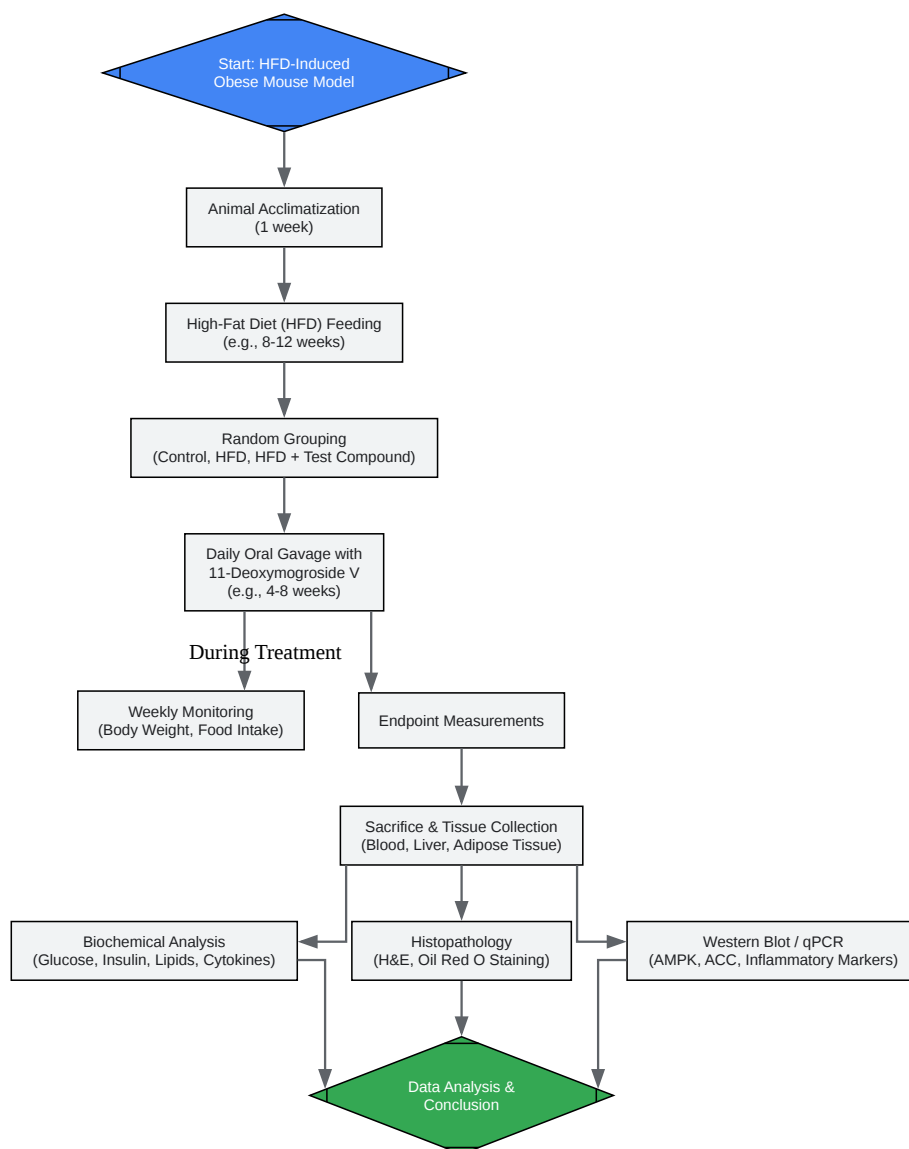 Start: HFD-Induced
Obese Mouse Model
Animal Acclimatization
(1 week)
High-Fat Diet (HFD) Feeding
(e.g., 8-12 weeks)
Random Grouping
(Control, HFD, HFD + Test Compound)
Daily Oral Gavage with
11-Deoxymogroside V
(e.g., 4-8 weeks)
During Treatment
Weekly Monitoring
(Body Weight, Food Intake)
Endpoint Measurements
Sacrifice & Tissue Collection
(Blood, Liver, Adipose Tissue)
Biochemical Analysis
(Glucose, Insulin, Lipids, Cytokines)
Histopathology
(H&E, Oil Red O Staining)
Western Blot / qPCR
(AMPK, ACC, Inflammatory Markers)
Data Analysis &
Conclusion